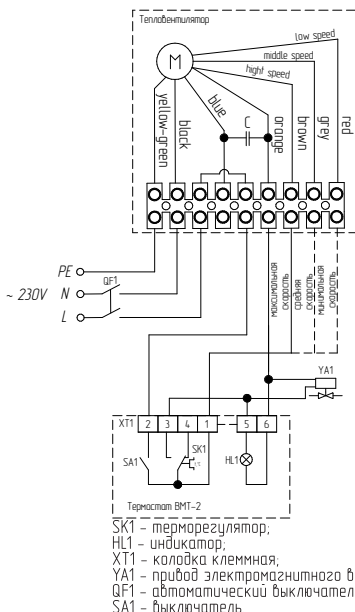 Тепловентилятор
low speed
middle speed
hight speed
M
yellow-green
black
blue
C
orange
brown
grey
red
PE
~ 230V
N
QF1
L
максимальная
скорость
средняя
скорость
минимальная
скорость
YA1
XT1
2
3
4
1
5
6
SA1
SK1
t°C
HL1
Термостат ВМТ-2
SK1 - терморегулятор;
HL1 - индикатор;
XT1 - колодка клеммная;
YA1 - привод электромагнитного в
QF1 - автоматический выключател
SA1 - выключатель